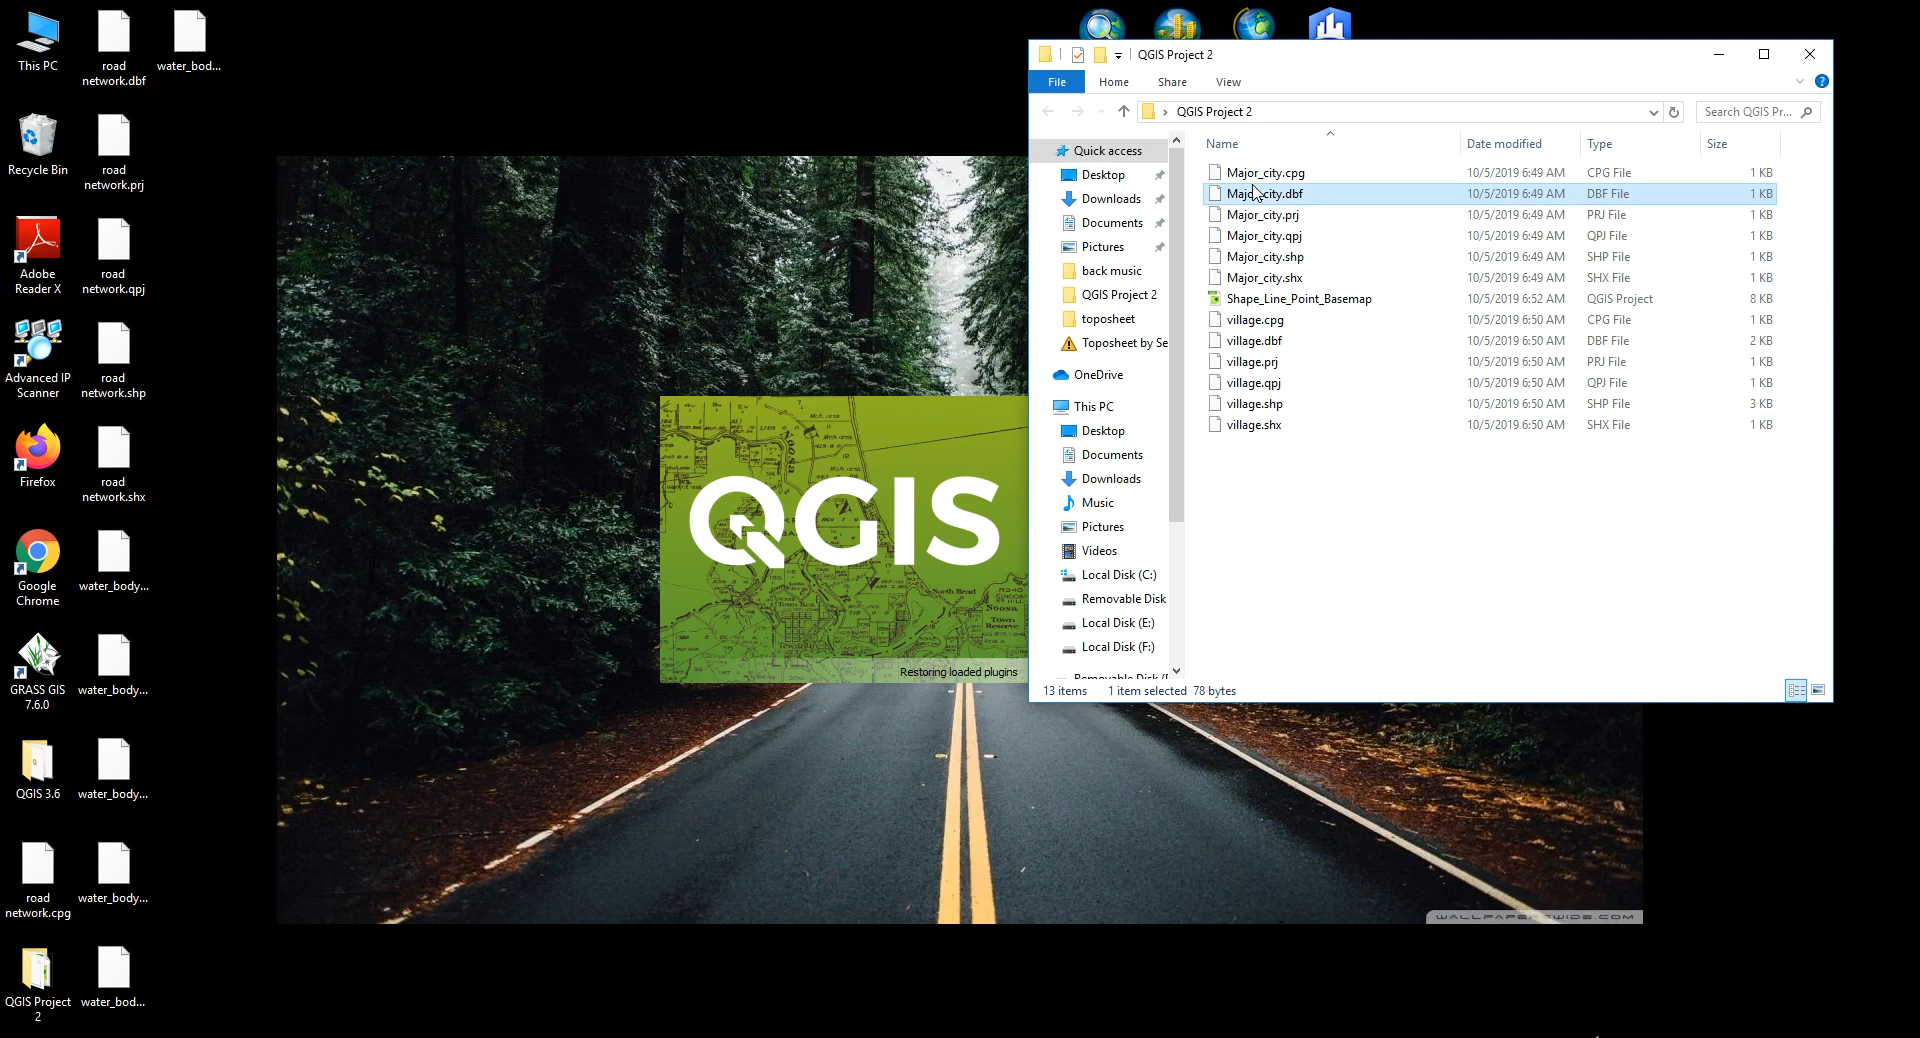 This PC
road
network.dbf
water_bod...
Recycle Bin
road
network.prj
Adobe
Reader X
road
network.qpj
Advanced IP
Scanner
road
network.shp
Firefox
road
network.shx
Google
Chrome
water_body...
GRASS GIS
7.6.0
water_body...
QGIS 3.6
water_body...
road
network.cpg
water_body...
QGIS Project
2
water_bod...
QGIS
North Head
Noosa
Town
Reserve
Restoring loaded plugins
QGIS Project 2
File Home Share View
QGIS Project 2
Search QGIS Pr...
Quick access
Desktop
Downloads
Documents
Pictures
back music
QGIS Project 2
toposheet
Toposheet by Se
OneDrive
This PC
Desktop
Documents
Downloads
Music
Pictures
Videos
Local Disk (C:)
Removable Disk
Local Disk (E:)
Local Disk (F:)
Name Date modified Type Size
Major_city.cpg 10/5/2019 6:49 AM CPG File 1 KB
Major_city.dbf 10/5/2019 6:49 AM DBF File 1 KB
Major_city.prj 10/5/2019 6:49 AM PRJ File 1 KB
Major_city.qpj 10/5/2019 6:49 AM QPJ File 1 KB
Major_city.shp 10/5/2019 6:49 AM SHP File 1 KB
Major_city.shx 10/5/2019 6:49 AM SHX File 1 KB
Shape_Line_Point_Basemap 10/5/2019 6:52 AM QGIS Project 8 KB
village.cpg 10/5/2019 6:50 AM CPG File 1 KB
village.dbf 10/5/2019 6:50 AM DBF File 2 KB
village.prj 10/5/2019 6:50 AM PRJ File 1 KB
village.qpj 10/5/2019 6:50 AM QPJ File 1 KB
village.shp 10/5/2019 6:50 AM SHP File 3 KB
village.shx 10/5/2019 6:50 AM SHX File 1 KB
13 items 1 item selected 78 bytes